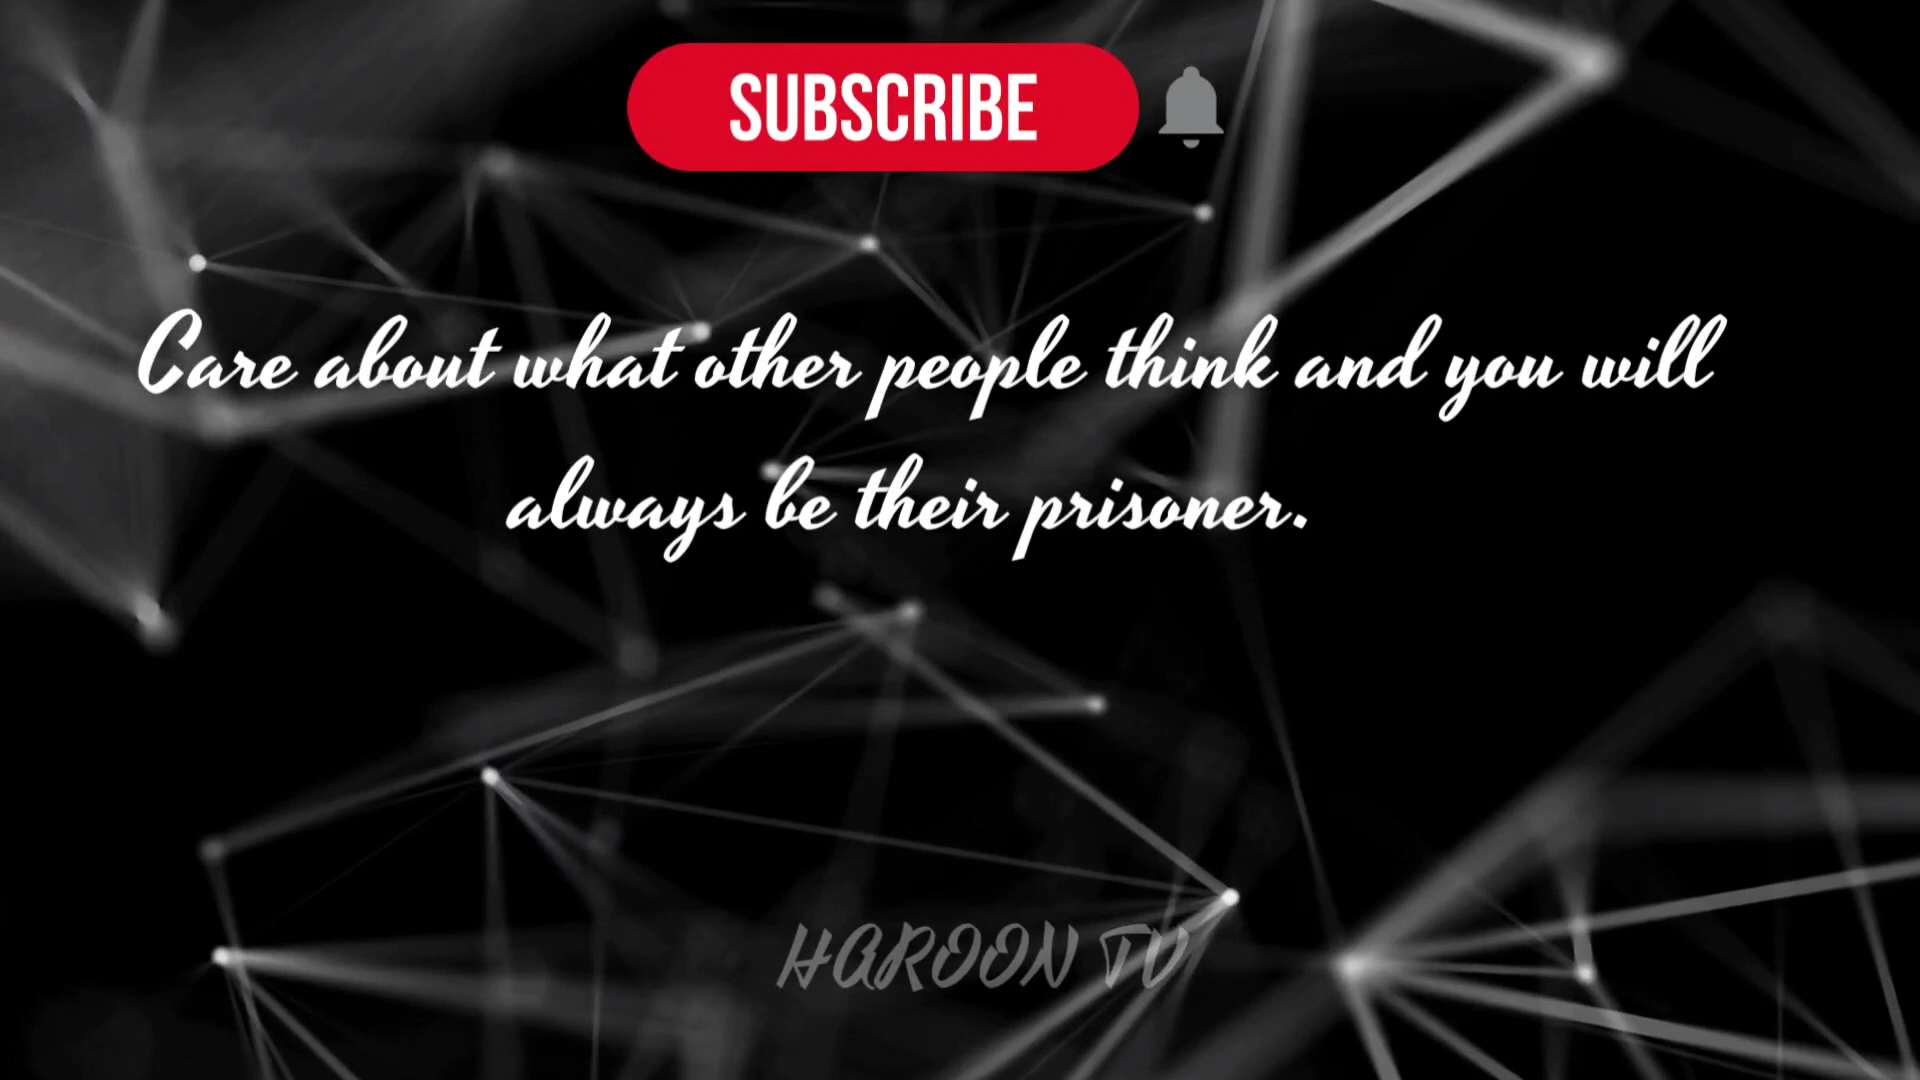 SUBSCRIBE
Care about what other people think and you will
always be their prisoner.
HAROON TV